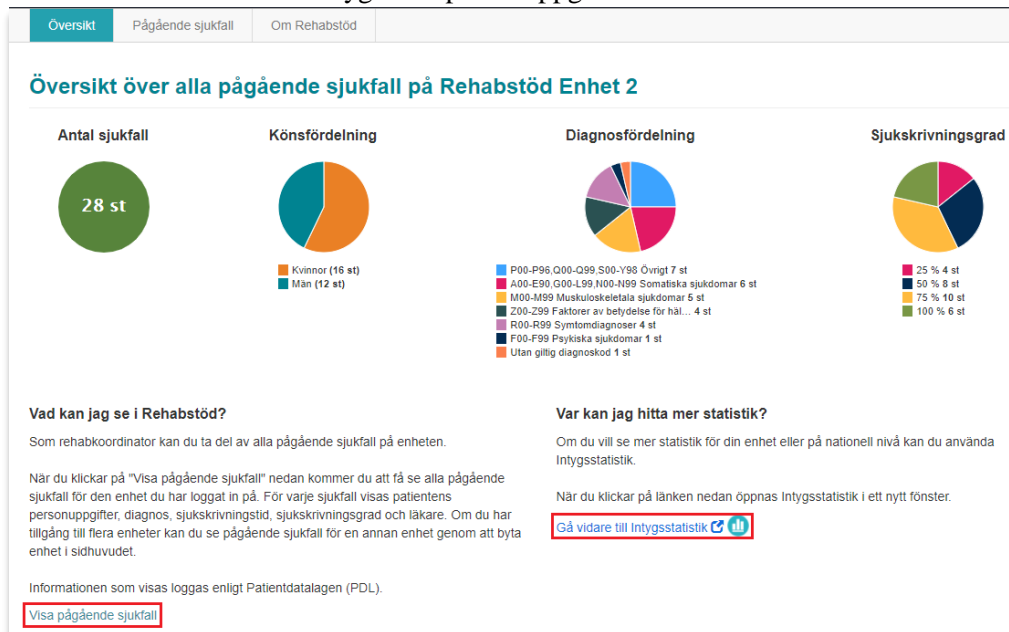 Översikt
Pågående sjukfall
Om Rehabstöd
Översikt över alla pågående sjukfall på Rehabstöd Enhet 2
Antal sjukfall
28 st
Könsfördelning
Kvinnor (16 st)
Män (12 st)
Diagnosfördelning
P00-P96,Q00-Q99,S00-Y98 Övrigt 7 st
A00-E90,G00-L99,N00-N99 Somatiska sjukdomar 6 st
M00-M99 Muskuloskeletala sjukdomar 5 st
Z00-Z99 Faktorer av betydelse för häl... 4 st
R00-R99 Symtomdiagnoser 4 st
F00-F99 Psykiska sjukdomar 1 st
Utan giltig diagnoskod 1 st
Sjukskrivningsgrad
25 % 4 st
50 % 8 st
75 % 10 st
100 % 6 st
Vad kan jag se i Rehabstöd?
Som rehabkoordinator kan du ta del av alla pågående sjukfall på enheten.
När du klickar på "Visa pågående sjukfall" nedan kommer du att få se alla pågående
sjukfall för den enhet du har loggat in på. För varje sjukfall visas patientens
personuppgifter, diagnos, sjukskrivningstid, sjukskrivningsgrad och läkare. Om du har
tillgång till flera enheter kan du se pågående sjukfall för en annan enhet genom att byta
enhet i sidhuvudet.
Informationen som visas loggas enligt Patientdatalagen (PDL).
Visa pågående sjukfall
Var kan jag hitta mer statistik?
Om du vill se mer statistik för din enhet eller på nationell nivå kan du använda
Intygsstatistik.
När du klickar på länken nedan öppnas Intygsstatistik i ett nytt fönster.
Gå vidare till Intygsstatistik